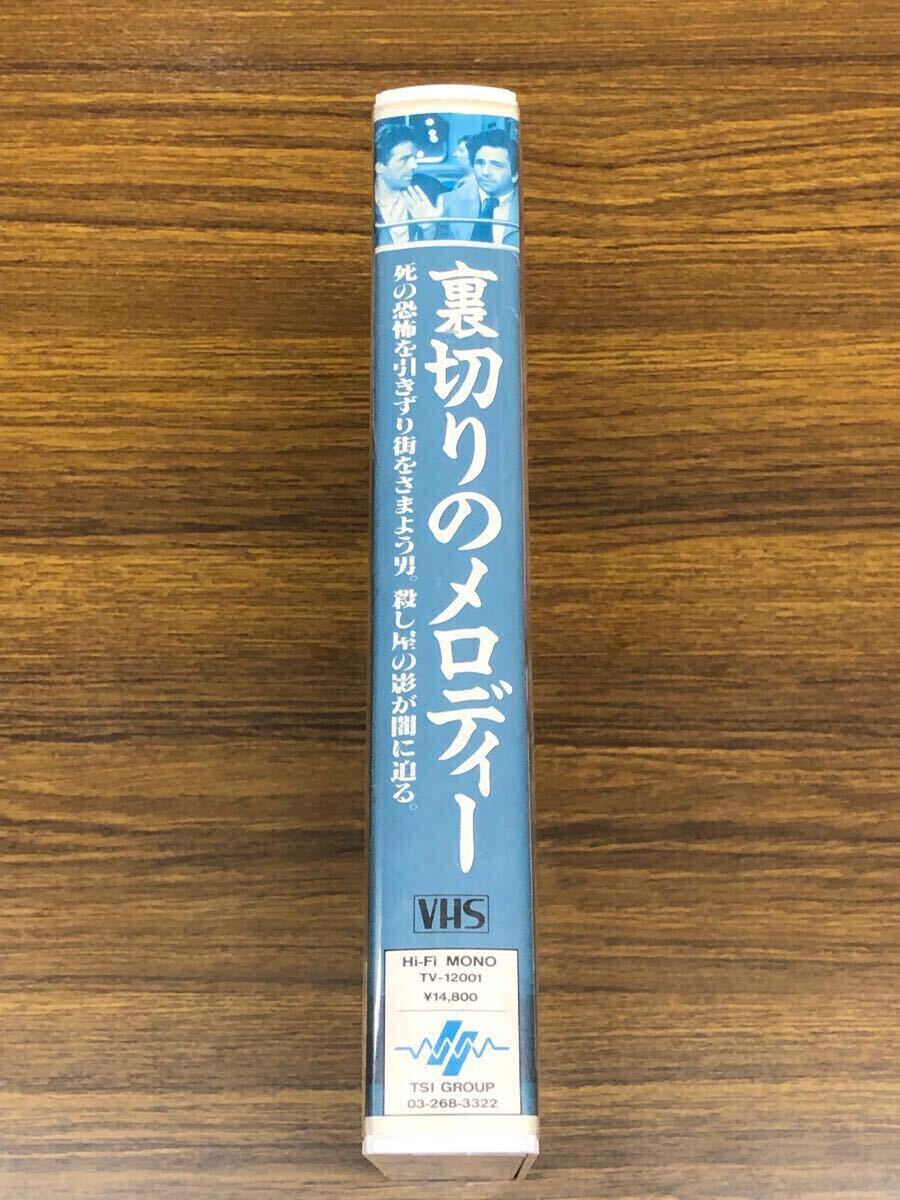 裏切りのメロディー
死の恐怖を引きずり街をさまよう男。殺し屋の影が闇に迫る。
VHS
Hi-Fi MONO
TV-12001
¥14,800
TSI GROUP
03-268-3322